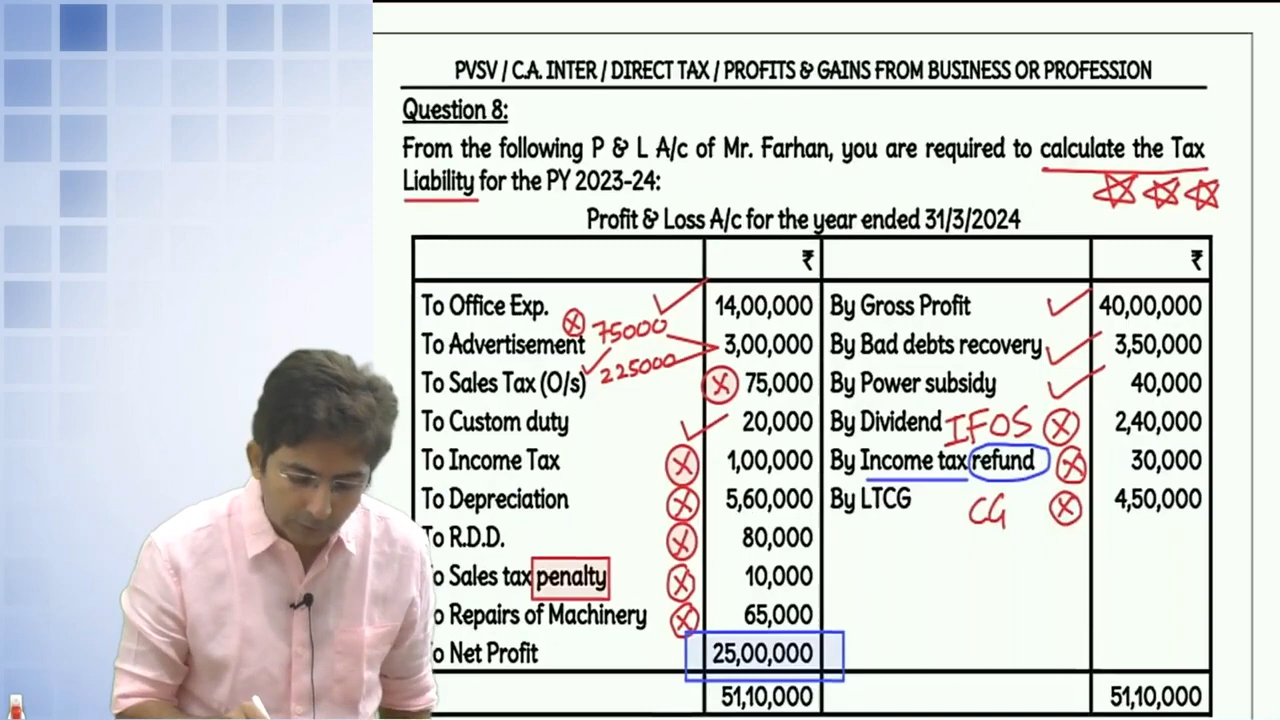 PVSV / C.A. INTER / DIRECT TAX / PROFITS & GAINS FROM BUSINESS OR PROFESSION
Question 8:
From the following P & L A/c of Mr. Farhan, you are required to calculate the Tax
Liability for the PY 2023-24:
Profit & Loss A/c for the year ended 31/3/2024
₹ ₹
To Office Exp. 14,00,000 By Gross Profit 40,00,000
75000
To Advertisement 3,00,000 By Bad debts recovery 3,50,000
225000
To Sales Tax (O/s) 75,000 By Power subsidy 40,000
To Custom duty 20,000 By Dividend IFOS 2,40,000
To Income Tax 1,00,000 By Income tax refund 30,000
To Depreciation 5,60,000 By LTCG CG 4,50,000
To R.D.D. 80,000
o Sales tax penalty 10,000
o Repairs of Machinery 65,000
o Net Profit 25,00,000
51,10,000 51,10,000